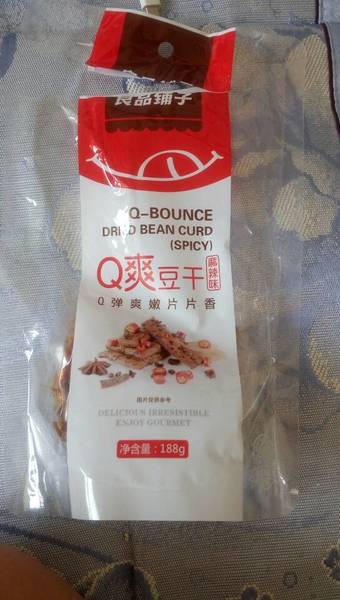 良品铺子
Q-BOUNCE
DRIED BEAN CURD
(SPICY)
Q爽豆干
麻辣味
Q弹爽嫩片片香
图片仅供参考
DELICIOUS IRRESISTIBLE
ENJOY GOURMET
净含量：188g